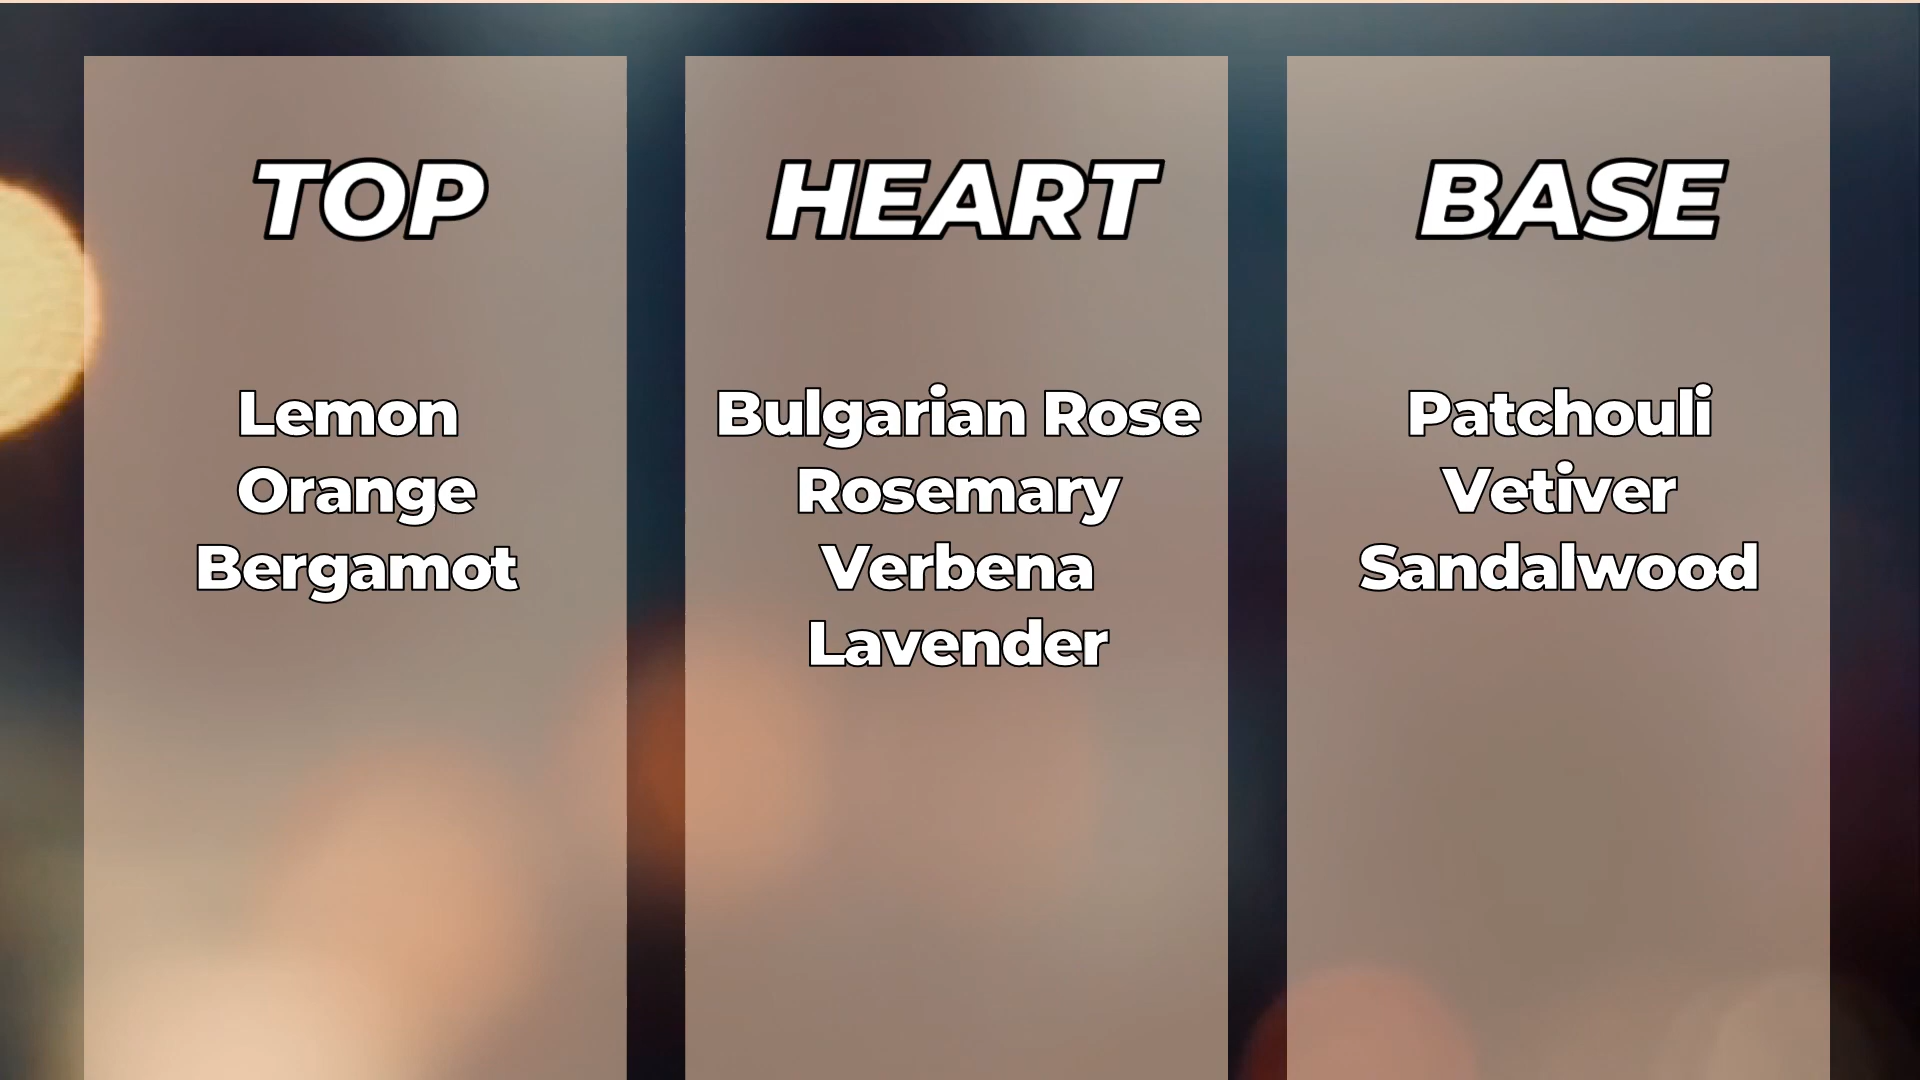 TOP
Lemon
Orange
Bergamot
HEART
Bulgarian Rose
Rosemary
Verbena
Lavender
BASE
Patchouli
Vetiver
Sandalwood